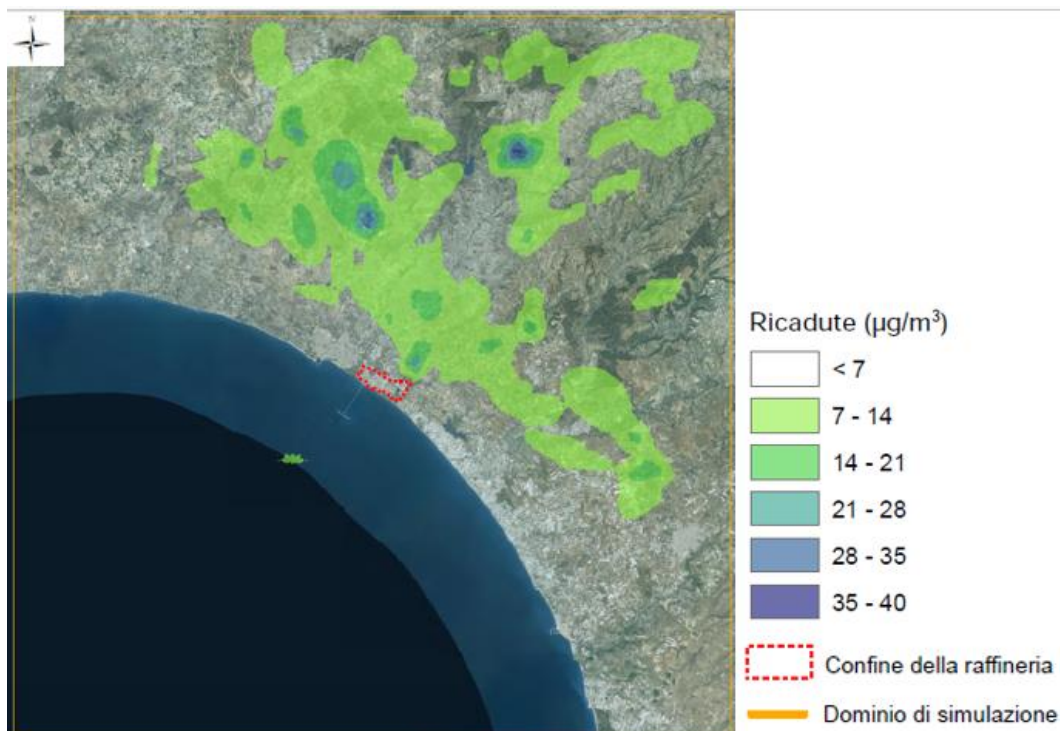 N
Ricadute (µg/m³)
< 7
7 - 14
14 - 21
21 - 28
28 - 35
35 - 40
Confine della raffineria
Dominio di simulazione